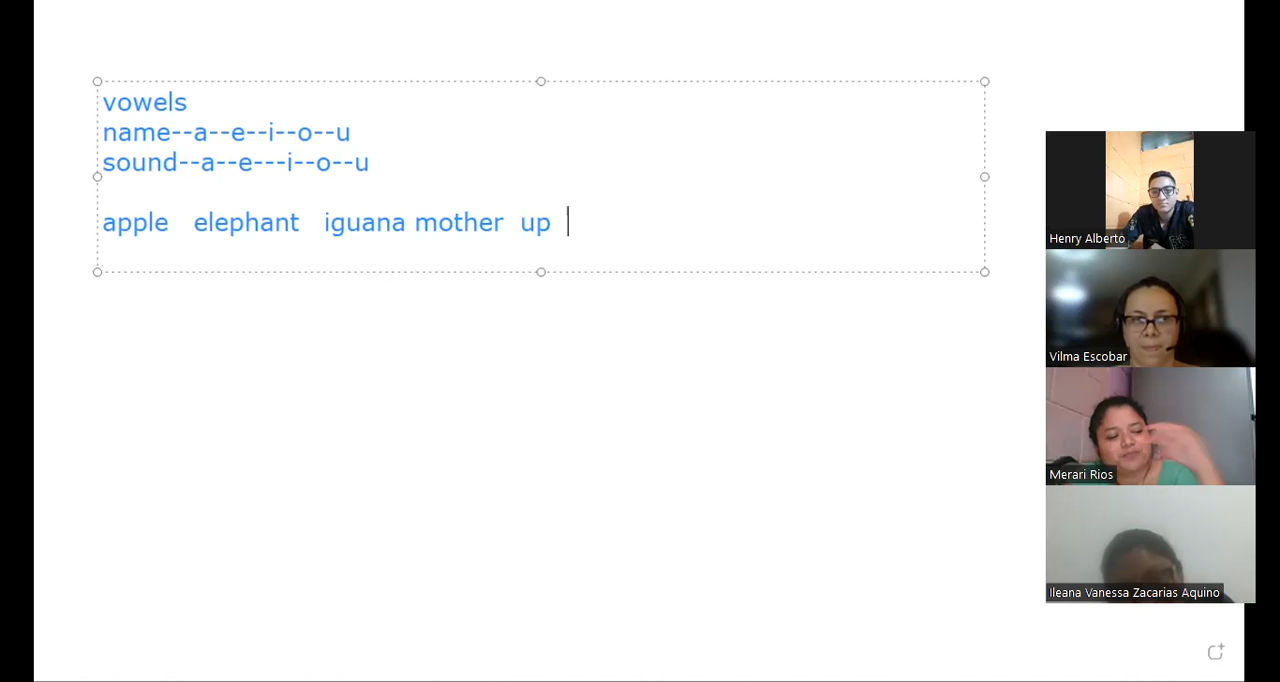 vowels
name--a--e--i--o--u
sound--a--e---i--o--u
apple elephant iguana mother up
Henry Alberto
Vilma Escobar
Merari Rios
Ileana Vanessa Zacarias Aquino